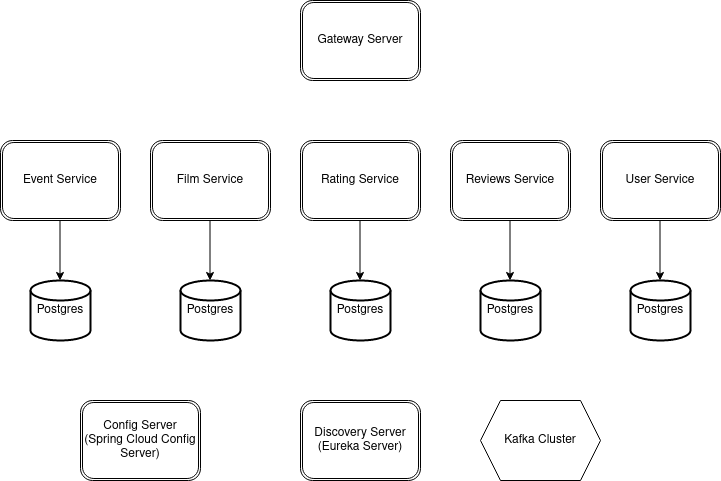 Gateway Server
Event Service
Film Service
Rating Service
Reviews Service
User Service
Postgres
Postgres
Postgres
Postgres
Postgres
Config Server
(Spring Cloud Config
Server)
Discovery Server
(Eureka Server)
Kafka Cluster